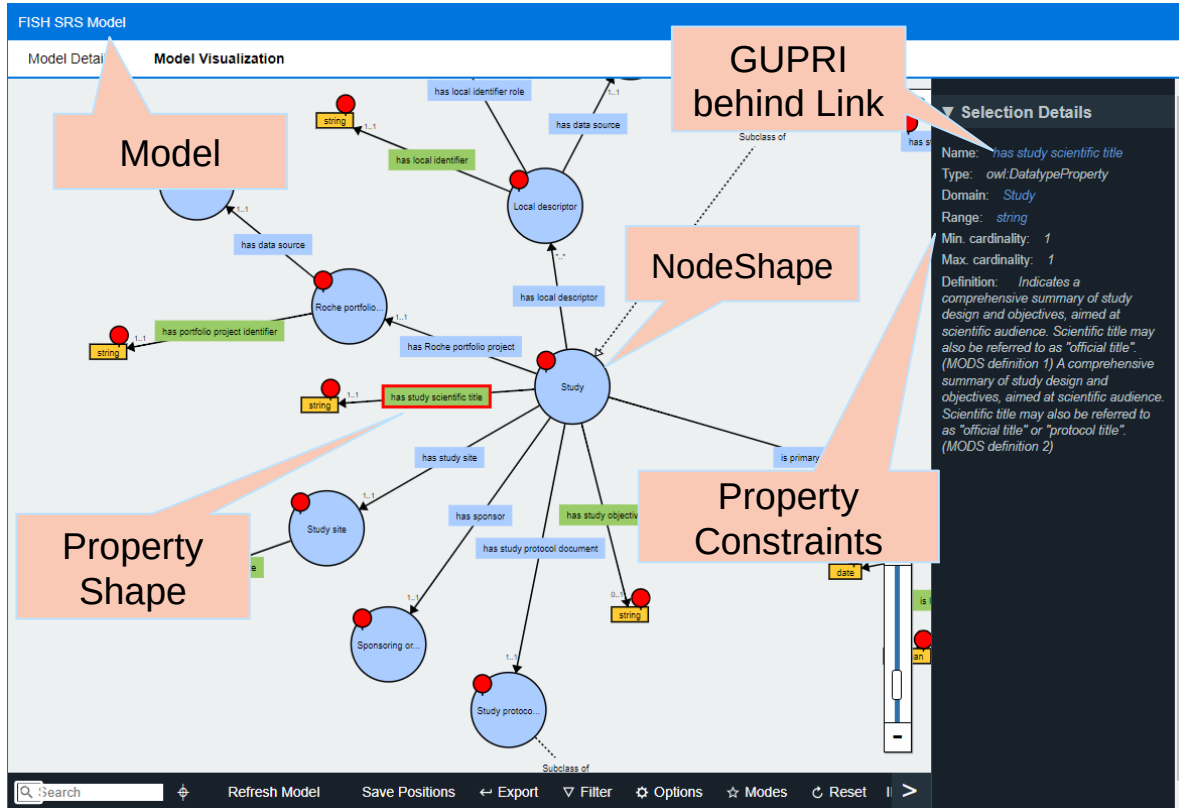 FISH SRS Model
Model Detai
Model Visualization
GUPRI
behind Link
Model
NodeShape
Property
Shape
Property
Constraints
has local identifier role
1..1
string
1..1
has data source
Subclass of
has s
has local identifier
Local descriptor
1..1
has data source
*..*
Roche portfolio...
has local descriptor
has portfolio project identifier
1..1
string
1..1
has Roche portfolio project
Study
has study scientific title
1..1
string
has study site
is primary
1..1
Study site
has sponsor
has study objectiv
has study protocol document
e
date
1..1
0..1
string
is l
Sponsoring or...
an
1..1
Study protoco...
Subclass of
-
▼ Selection Details
Name: has study scientific title
Type: owl:DatatypeProperty
Domain: Study
Range: string
Min. cardinality: 1
Max. cardinality: 1
Definition: Indicates a
comprehensive summary of study
design and objectives, aimed at
scientific audience. Scientific title may
also be referred to as "official title".
(MODS definition 1) A comprehensive
summary of study design and
objectives, aimed at scientific audience.
Scientific title may also be referred to
as "official title" or "protocol title".
(MODS definition 2)
Search
Refresh Model
Save Positions
Export
Filter
Options
Modes
Reset
>